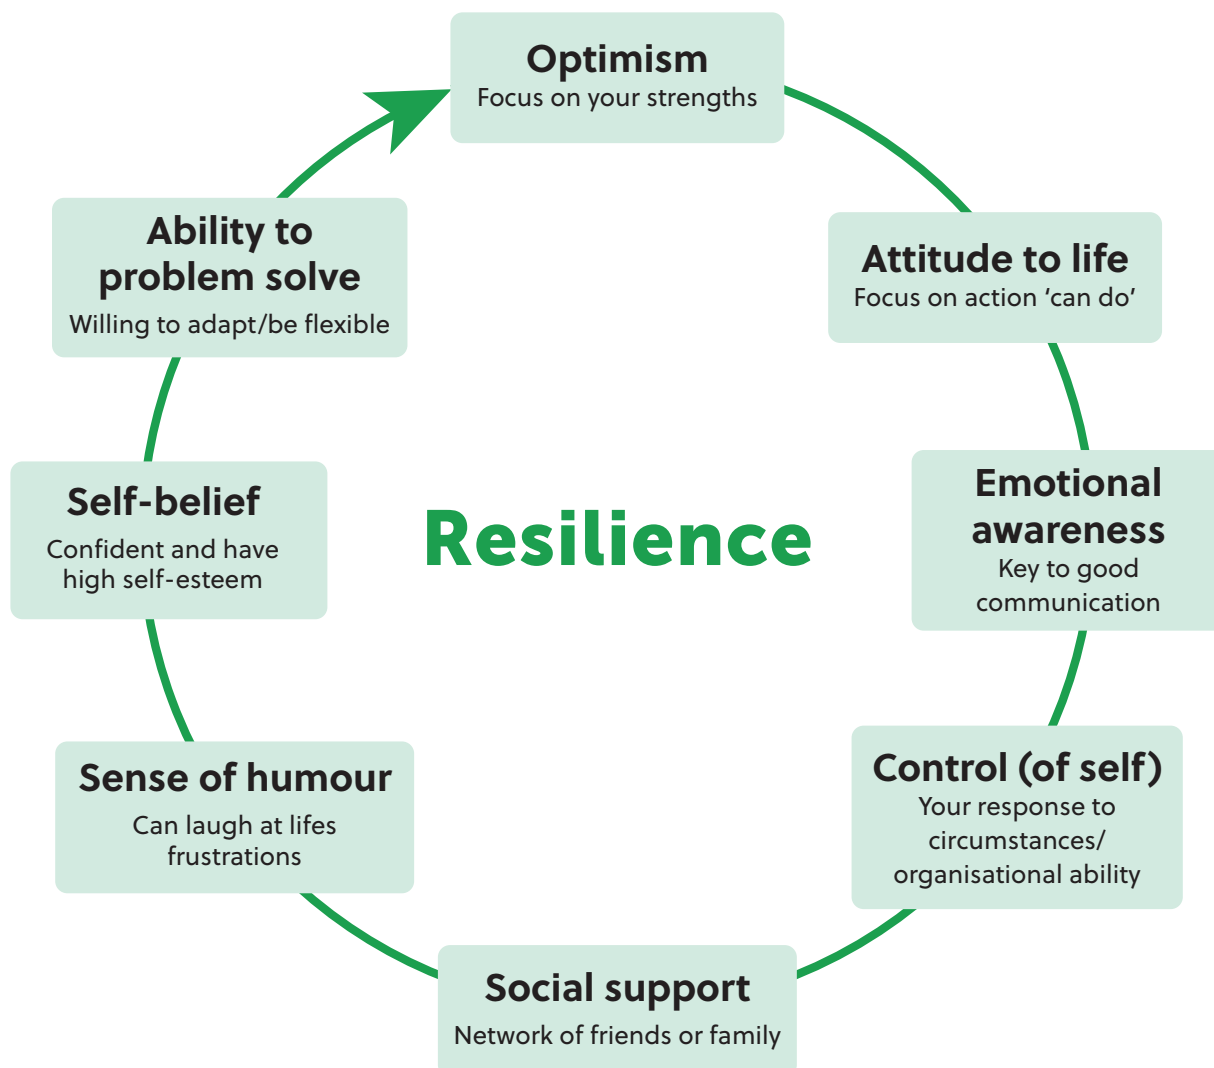 Optimism
Focus on your strengths
Attitude to life
Focus on action ‘can do’
Emotional
awareness
Key to good
communication
Control (of self)
Your response to
circumstances/
organisational ability
Social support
Network of friends or family
Sense of humour
Can laugh at lifes
frustrations
Self-belief
Confident and have
high self-esteem
Ability to
problem solve
Willing to adapt/be flexible
Resilience